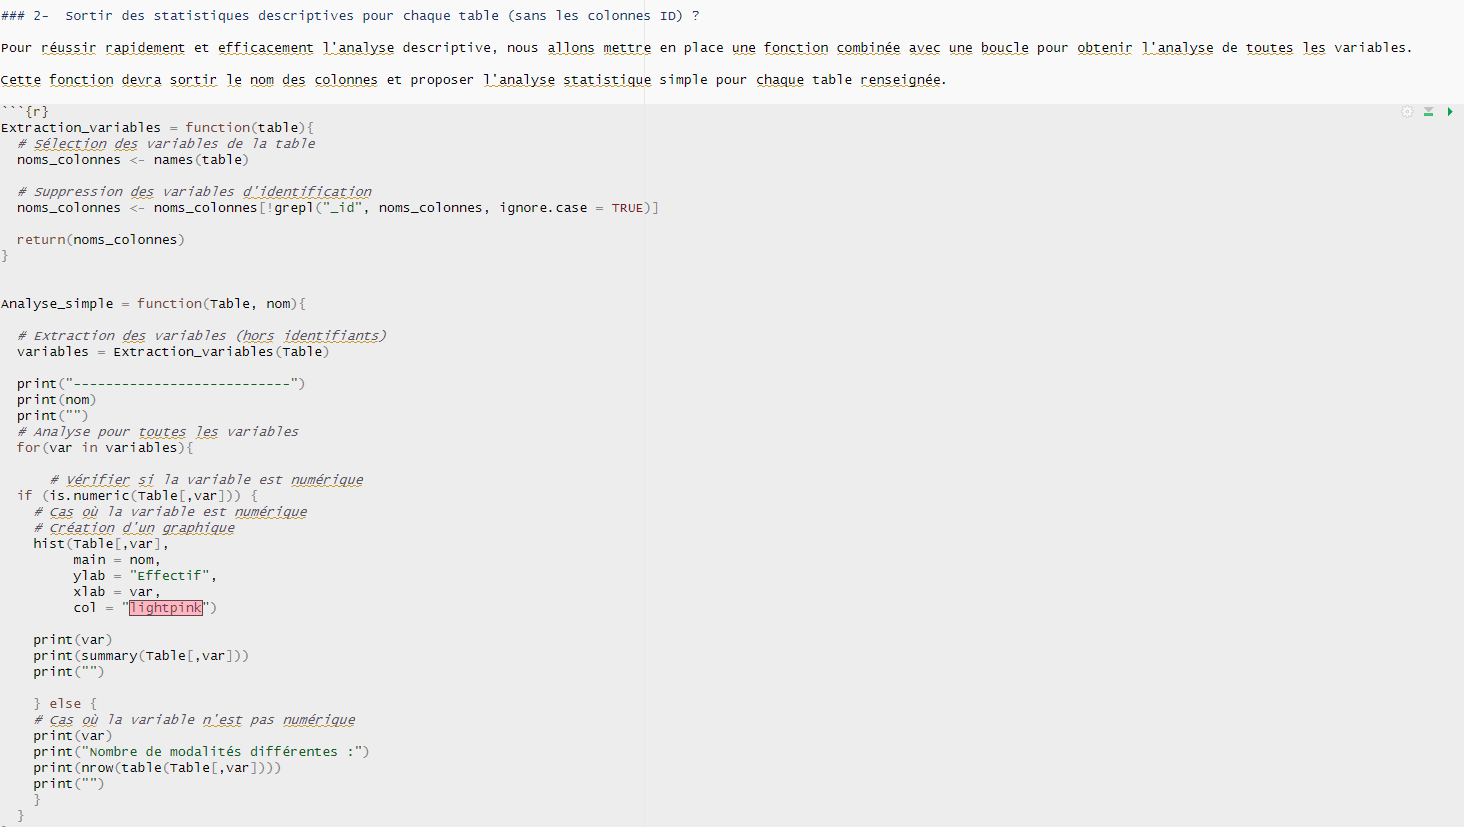 ### 2-  Sortir des statistiques descriptives pour chaque table (sans les colonnes ID) ?
Pour réussir rapidement et efficacement l'analyse descriptive, nous allons mettre en place une fonction combinée avec une boucle pour obtenir l'analyse de toutes les variables.
Cette fonction devra sortir le nom des colonnes et proposer l'analyse statistique simple pour chaque table renseignée.
```{r}
Extraction_variables = function(table){
  # Sélection des variables de la table
  noms_colonnes <- names(table)
  # Suppression des variables d'identification
  noms_colonnes <- noms_colonnes[!grepl("_id", noms_colonnes, ignore.case = TRUE)]
  return(noms_colonnes)
}
Analyse_simple = function(Table, nom){
  # Extraction des variables (hors identifiants)
  variables = Extraction_variables(Table)
  print("---------------------------")
  print(nom)
  print("")
  # Analyse pour toutes les variables
  for(var in variables){
      # Vérifier si la variable est numérique
  if (is.numeric(Table[,var])) {
    # Cas où la variable est numérique
    # Création d'un graphique
    hist(Table[,var],
         main = nom,
         ylab = "Effectif",
         xlab = var,
         col = "lightpink")
    print(var)
    print(summary(Table[,var]))
    print("")
    } else {
    # Cas où la variable n'est pas numérique
    print(var)
    print("Nombre de modalités différentes :")
    print(nrow(table(Table[,var])))
    print("")
    }
  }